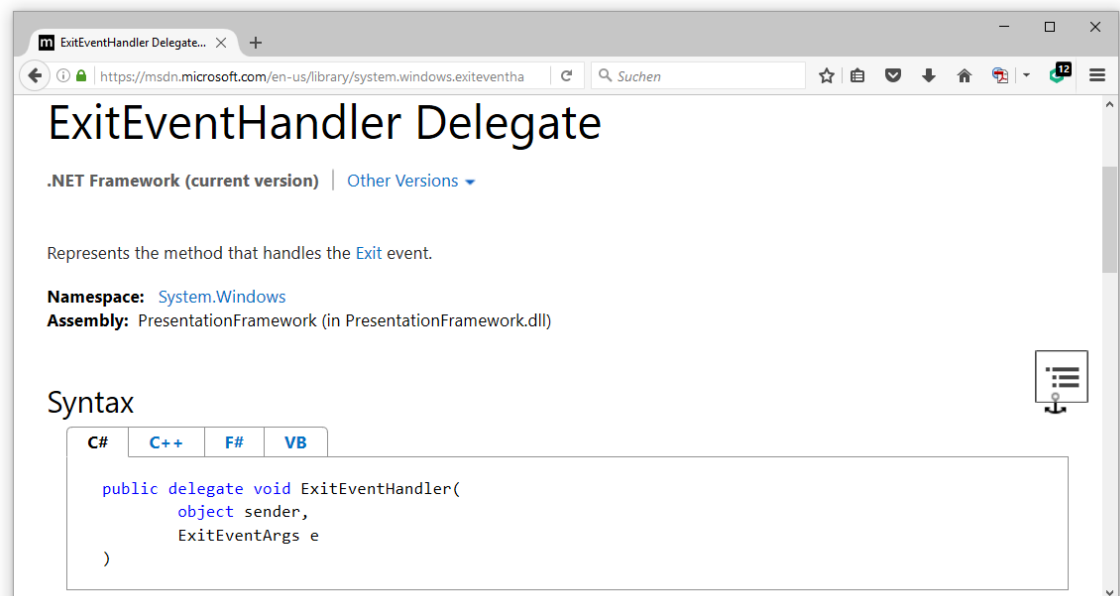 ExitEventHandler Delegate...
https://msdn.microsoft.com/en-us/library/system.windows.exiteventha
Suchen
12
ExitEventHandler Delegate
.NET Framework (current version) Other Versions
Represents the method that handles the Exit event.
Namespace: System.Windows
Assembly: PresentationFramework (in PresentationFramework.dll)
Syntax
C# C++ F# VB
public delegate void ExitEventHandler(
object sender,
ExitEventArgs e
)